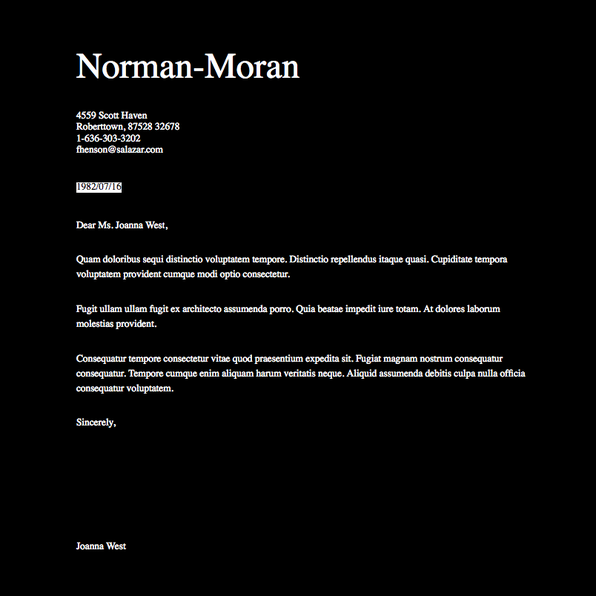 Norman-Moran
4559 Scott Haven
Roberttown, 87528 32678
1-636-303-3202
fhenson@salazar.com
1982/07/16
Dear Ms. Joanna West,
Quam doloribus sequi distinctio voluptatem tempore. Distinctio repellendus itaque quasi. Cupiditate tempora
voluptatem provident cumque modi optio consectetur.
Fugit ullam ullam fugit ex architecto assumenda porro. Quia beatae impedit iure totam. At dolores laborum
molestias provident.
Consequatur tempore consectetur vitae quod praesentium expedita sit. Fugiat magnam nostrum consequatur
consequatur. Tempore cumque enim aliquam harum veritatis neque. Aliquid assumenda debitis culpa nulla officia
consequatur voluptatem.
Sincerely,
Joanna West